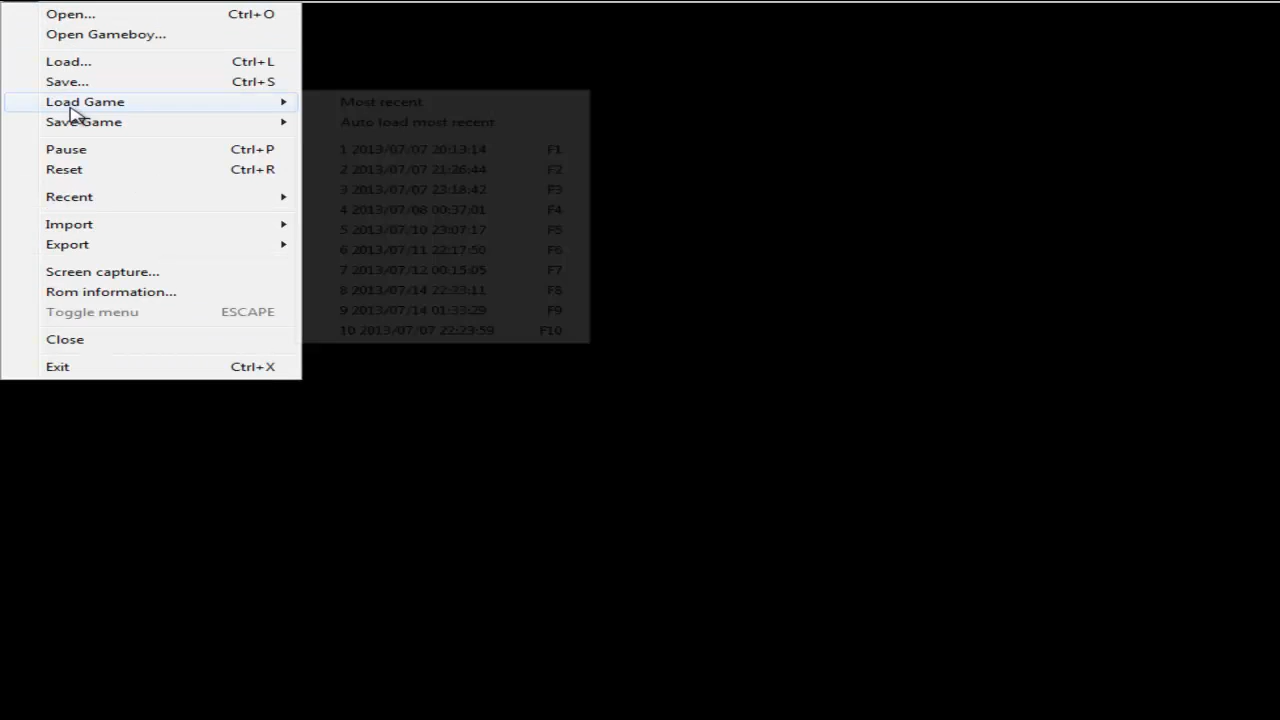 Open... Ctrl+O
Open Gameboy...
Load... Ctrl+L
Save... Ctrl+S
Load Game
Save Game
Pause Ctrl+P
Reset Ctrl+R
Recent
Import
Export
Screen capture...
Rom information...
Toggle menu ESCAPE
Close
Exit Ctrl+X
Most recent
Auto load most recent
1 2013/07/07 20:13:14 F1
2 2013/07/07 21:26:44 F2
3 2013/07/07 23:18:42 F3
4 2013/07/08 00:37:01 F4
5 2013/07/10 23:07:17 F5
6 2013/07/11 22:17:50 F6
7 2013/07/12 00:15:05 F7
8 2013/07/14 22:33:11 F8
9 2013/07/14 01:33:29 F9
10 2013/07/07 22:23:59 F10